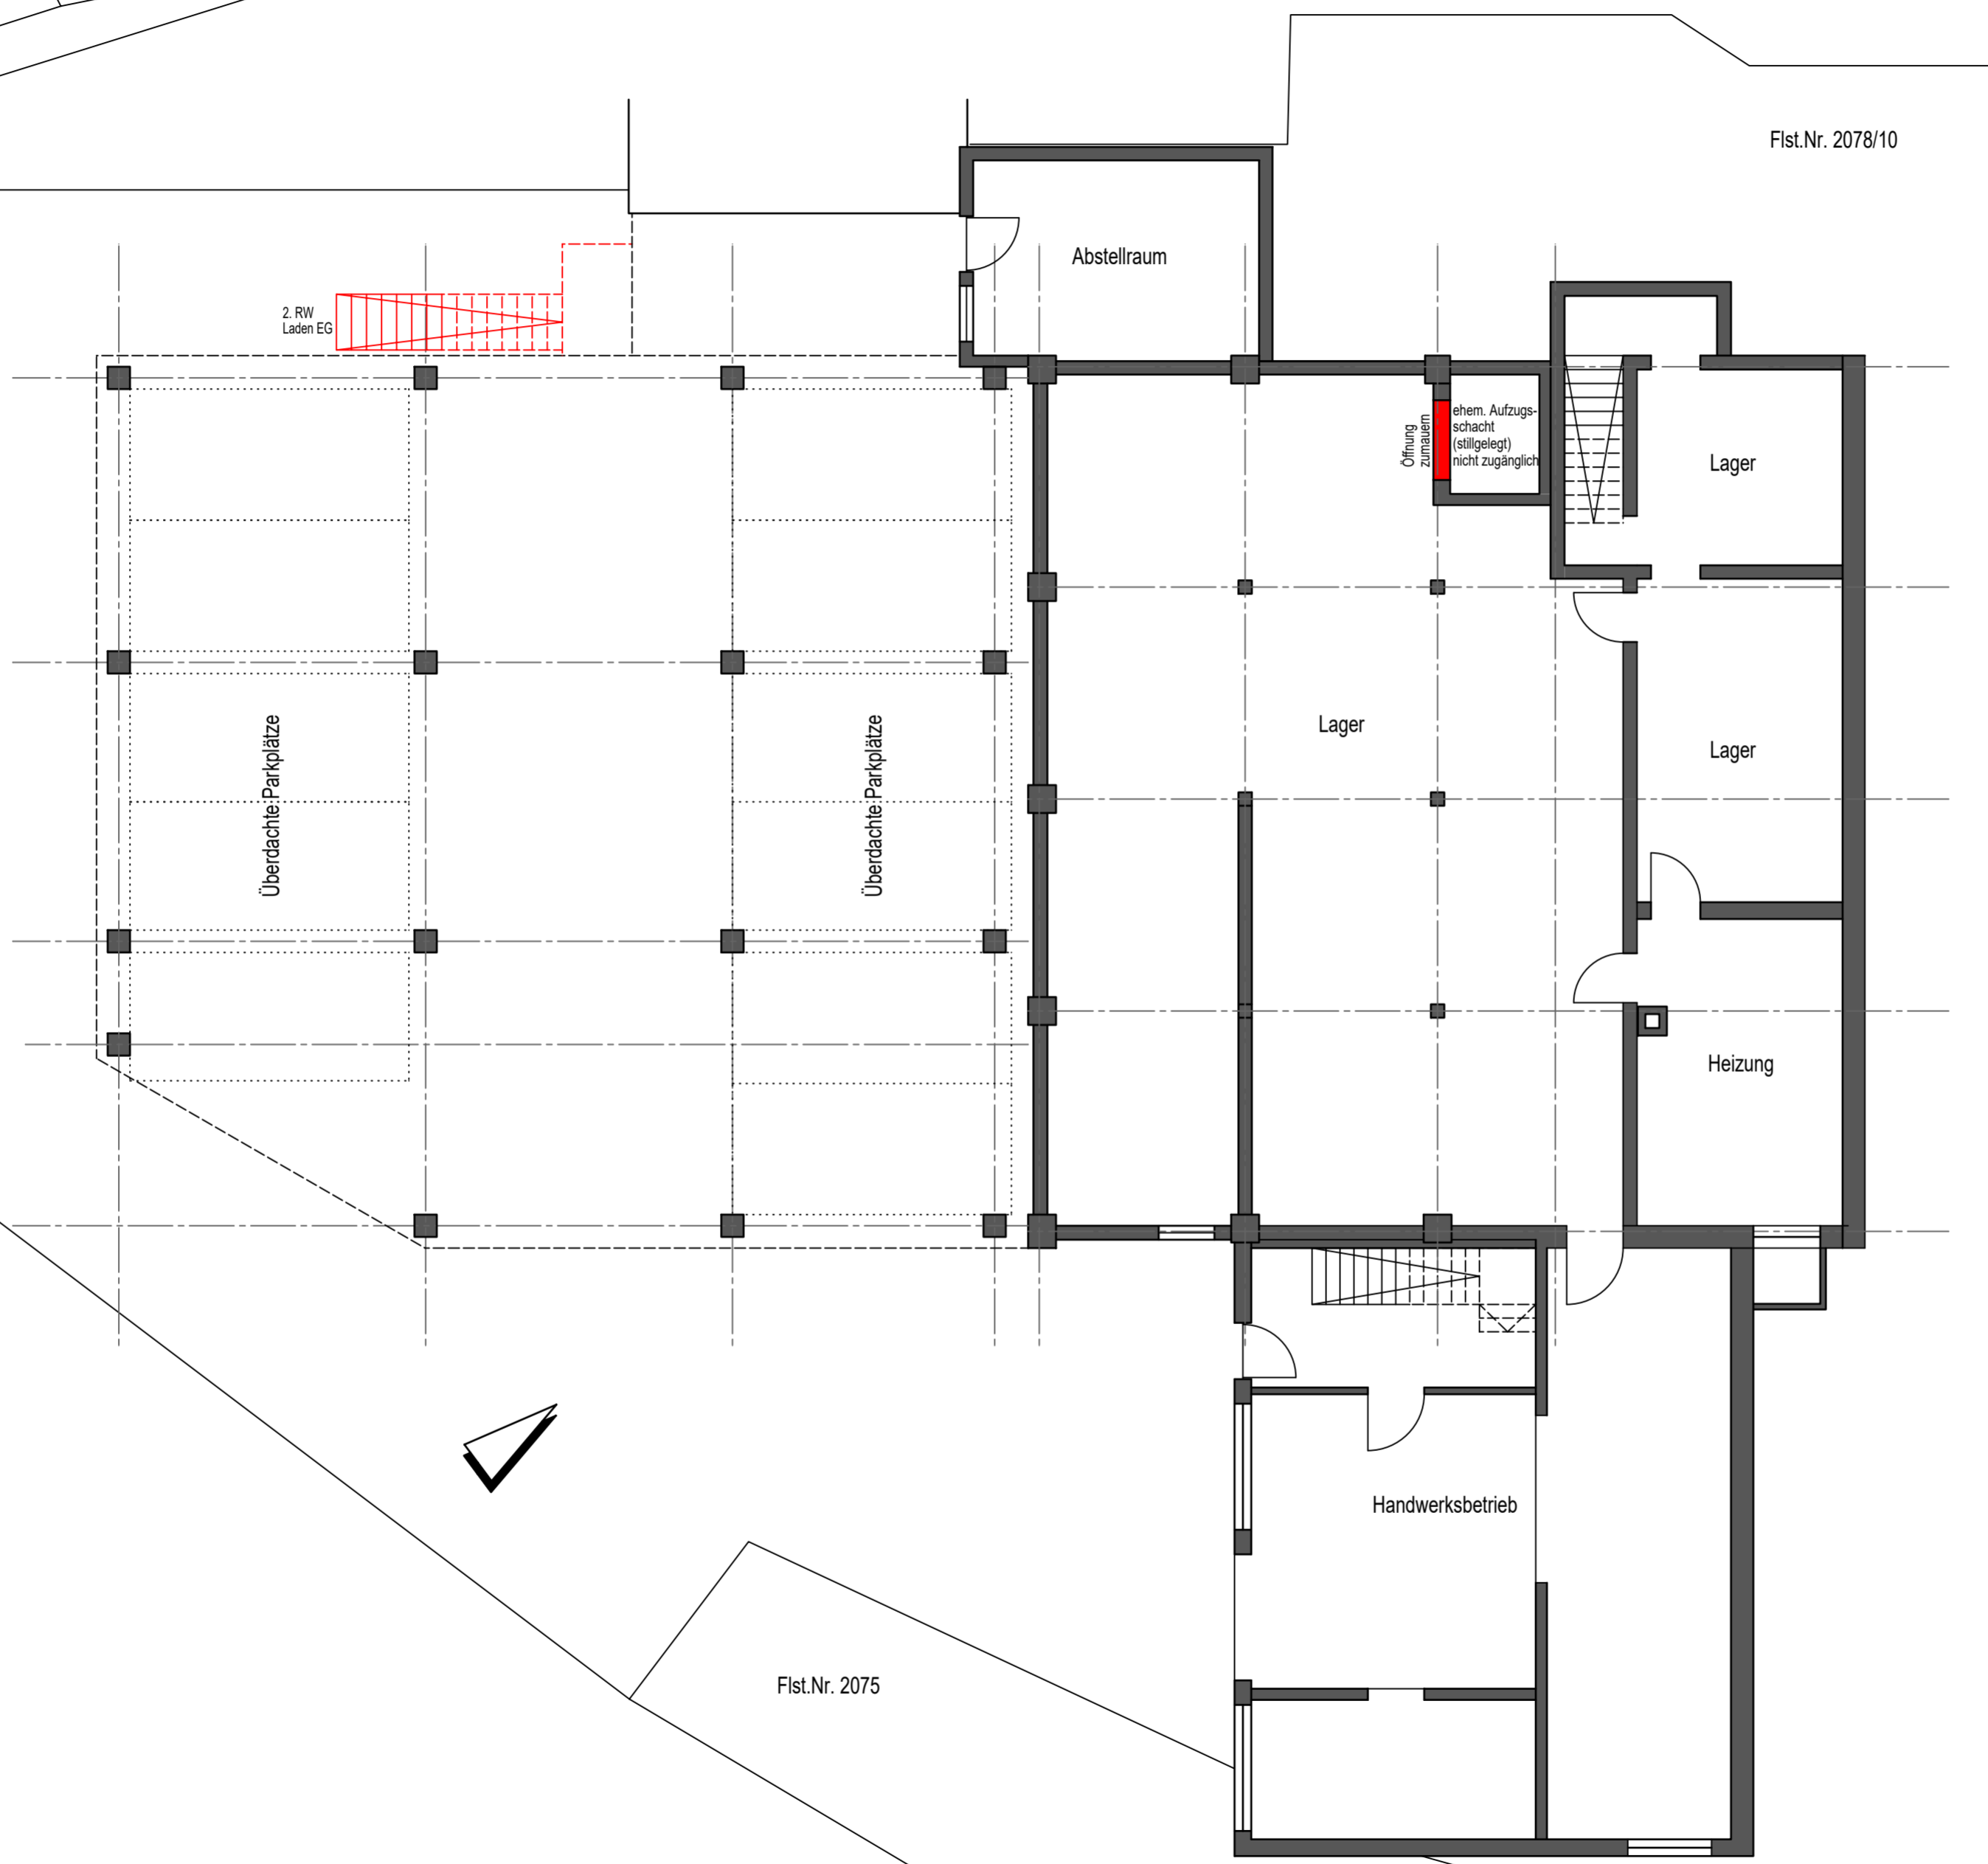 Flst.Nr. 2078/10
Abstellraum
2. RW
Laden EG
Öffnung
zumauern
ehem. Aufzugs-
schacht
(stillgelegt)
nicht zugänglich
Lager
Lager
Lager
Überdachte Parkplätze
Überdachte Parkplätze
Heizung
Handwerksbetrieb
Flst.Nr. 2075